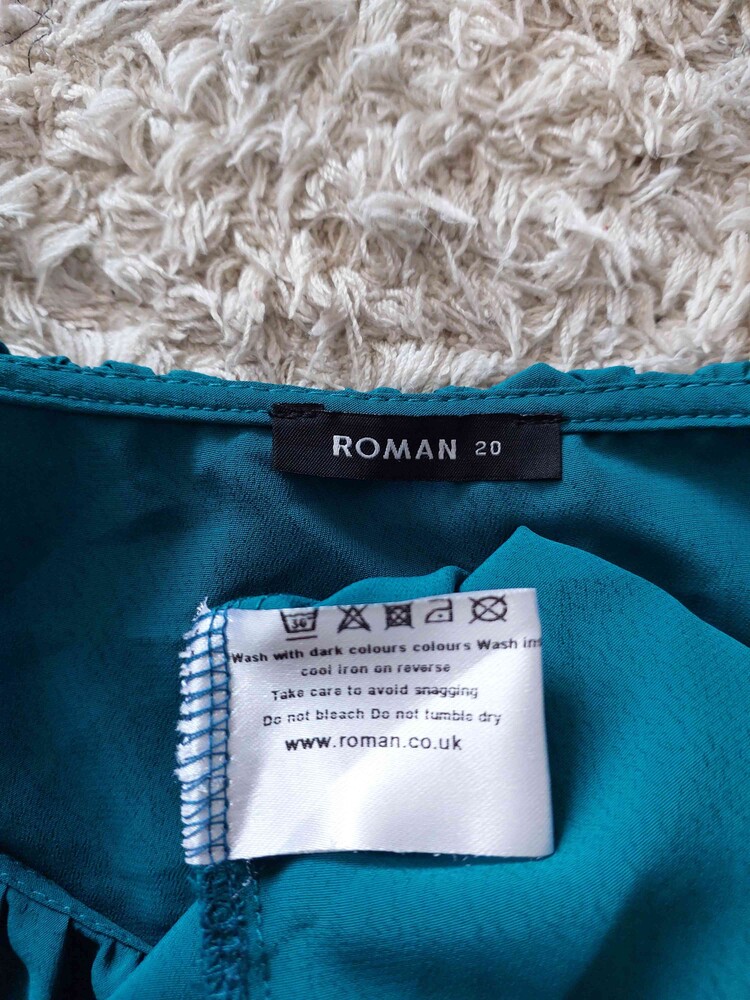 ROMAN 20
30
Wash with dark colours colours Wash in
cool iron on reverse
Take care to avoid snagging
Do not bleach Do not tumble dry
www.roman.co.uk